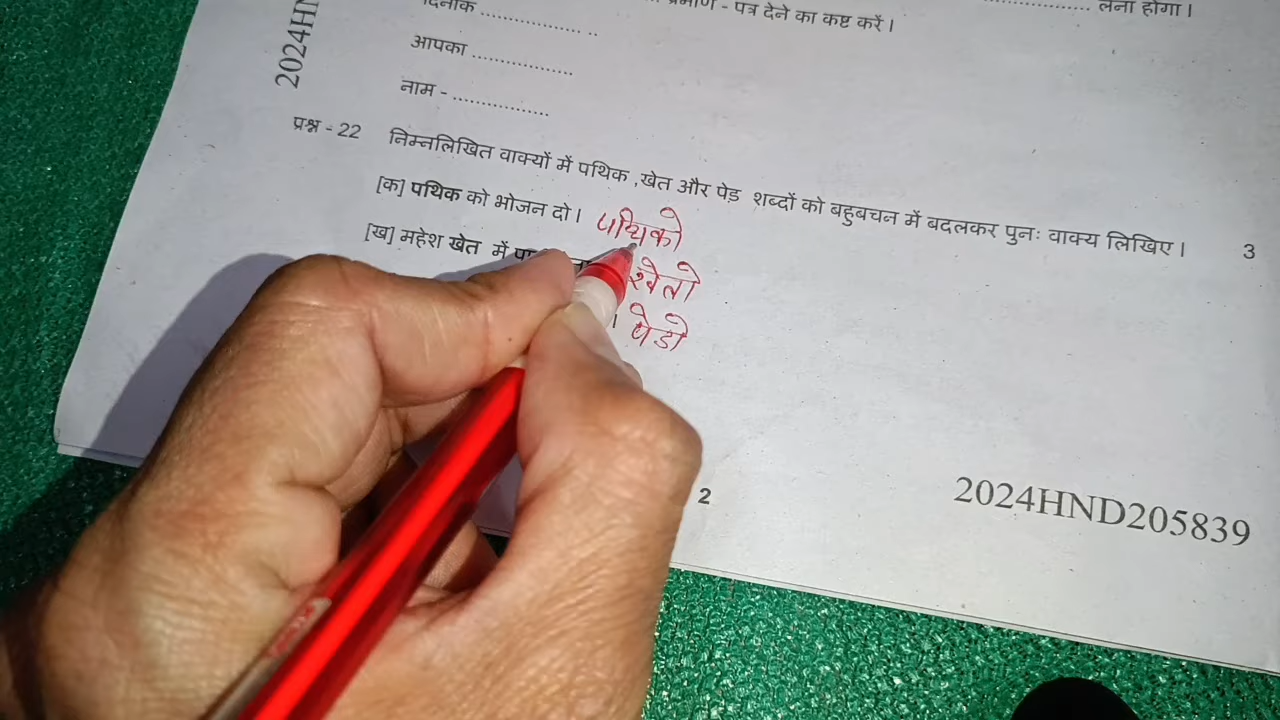 2024HN
दिनांक ................ ..
प्रमाण - पत्र देने का कष्ट करें।
................ लेना होगा।
आपका ................
नाम - ................
प्रश्न - 22 निम्नलिखित वाक्यों में पथिक ,खेत और पेड़ शब्दों को बहुबचन में बदलकर पुनः वाक्य लिखिए। 3
[क] पथिक को भोजन दो। पथिको
[ख] महेश खेत में खेतो
। पेडो
2
2024HND205839